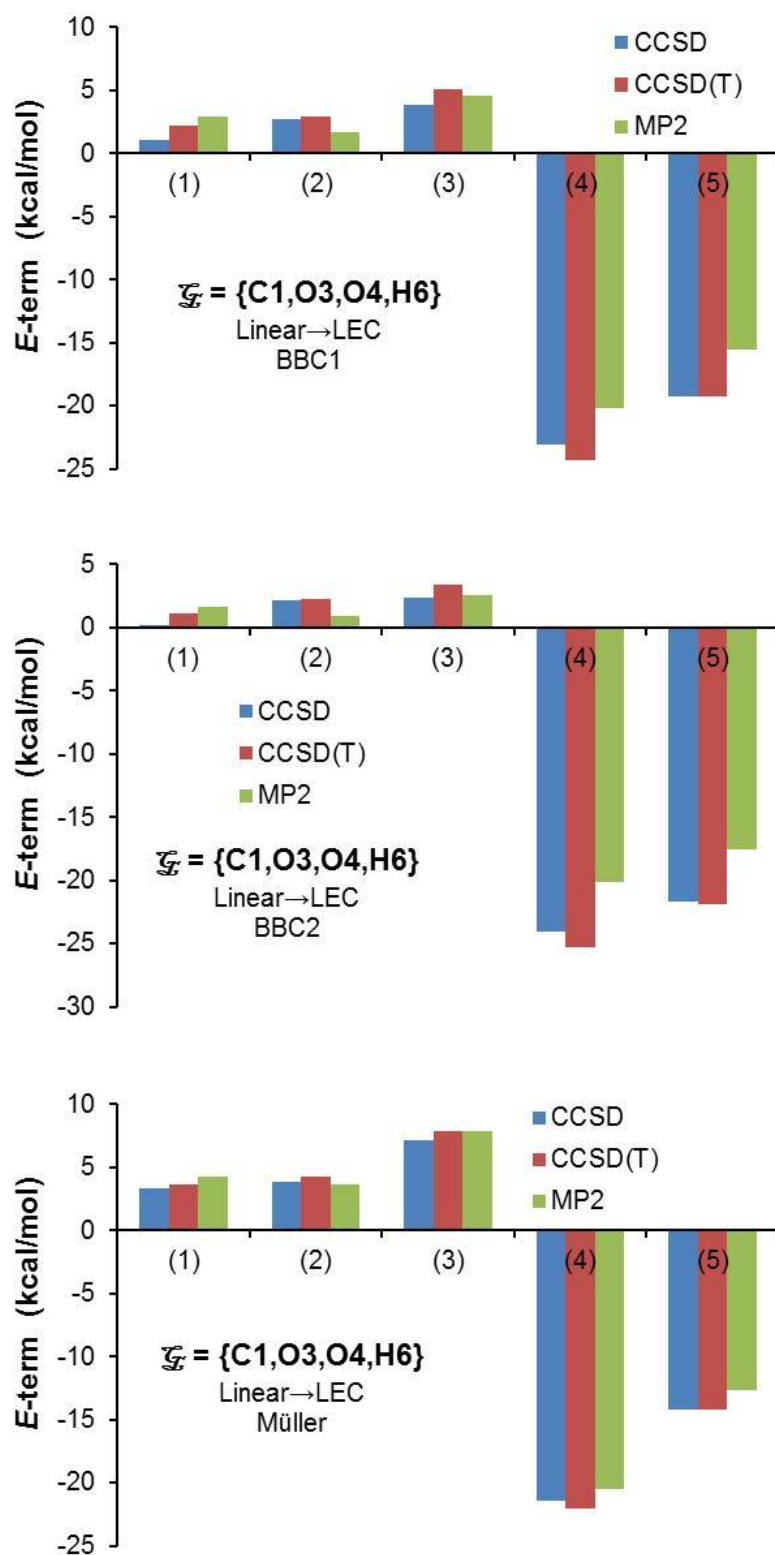 10
5
0
-5
-10
-15
-20
-25
E-term (kcal/mol)
CCSD
CCSD(T)
MP2
(1)
(2)
(3)
(4)
(5)
𝒢 = {C1,O3,O4,H6}
Linear→LEC
BBC1
5
0
-5
-10
-15
-20
-25
-30
E-term (kcal/mol)
(1)
(2)
(3)
(4)
(5)
CCSD
CCSD(T)
MP2
𝒢 = {C1,O3,O4,H6}
Linear→LEC
BBC2
10
5
0
-5
-10
-15
-20
-25
E-term (kcal/mol)
CCSD
CCSD(T)
MP2
(1)
(2)
(3)
(4)
(5)
𝒢 = {C1,O3,O4,H6}
Linear→LEC
Müller